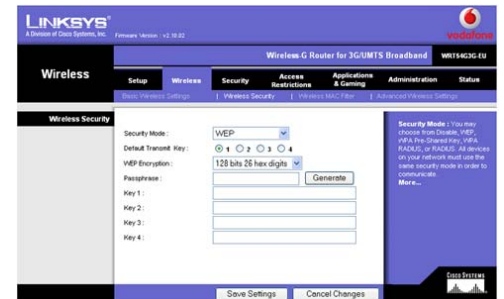 LINKSYS®
A Division of Cisco Systems, Inc.
Firmware Version : v2.10.02
vodafone
Wireless-G Router for 3G/UMTS Broadband
WRT54G3G-EU
Wireless
Setup
Wireless
Security
Access Restrictions
Applications & Gaming
Administration
Status
Basic Wireless Settings | Wireless Security | Wireless MAC Filter | Advanced Wireless Settings
Wireless Security
Security Mode :
WEP
Default Transmit Key :
1 2 3 4
WEP Encryption :
128 bits 26 hex digits
Passphrase :
Generate
Key 1 :
Key 2 :
Key 3 :
Key 4 :
Security Mode : You may
choose from Disable, WEP,
WPA Pre-Shared Key, WPA
RADIUS, or RADIUS. All devices
on your network must use the
same security mode in order to
communicate.
More...
Save Settings
Cancel Changes
CISCO SYSTEMS